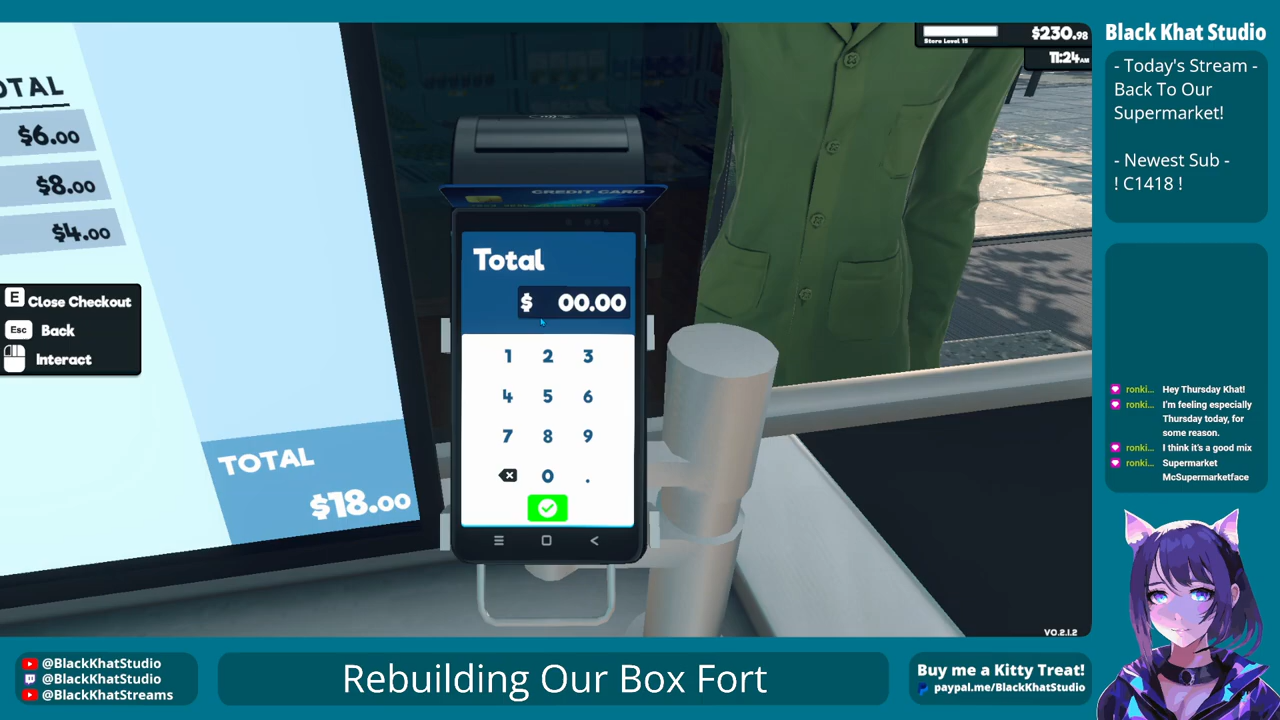 OTAL
$6.00
$8.00
$4.00
E Close Checkout
Esc Back
Interact
TOTAL
$18.00
CREDIT CARD
Total
$ 00.00
1 2 3
4 5 6
7 8 9
0 .
$230.98
Store Level 18
11:24AM
V0.2.1.2
Black Khat Studio
- Today's Stream -
Back To Our
Supermarket!
- Newest Sub -
! C1418 !
ronki... Hey Thursday Khat!
ronki... I'm feeling especially
Thursday today, for
some reason.
ronki... I think it's a good mix
ronki... Supermarket
McSupermarketface
@BlackKhatStudio
@BlackKhatStudio
@BlackKhatStreams
Rebuilding Our Box Fort
Buy me a Kitty Treat!
paypal.me/BlackKhatStudio